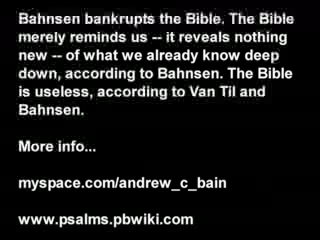 Bahnsen bankrupts the Bible. The Bible
merely reminds us -- it reveals nothing
new -- of what we already know deep
down, according to Bahnsen. The Bible
is useless, according to Van Til and
Bahnsen.
More info...
myspace.com/andrew_c_bain
www.psalms.pbwiki.com